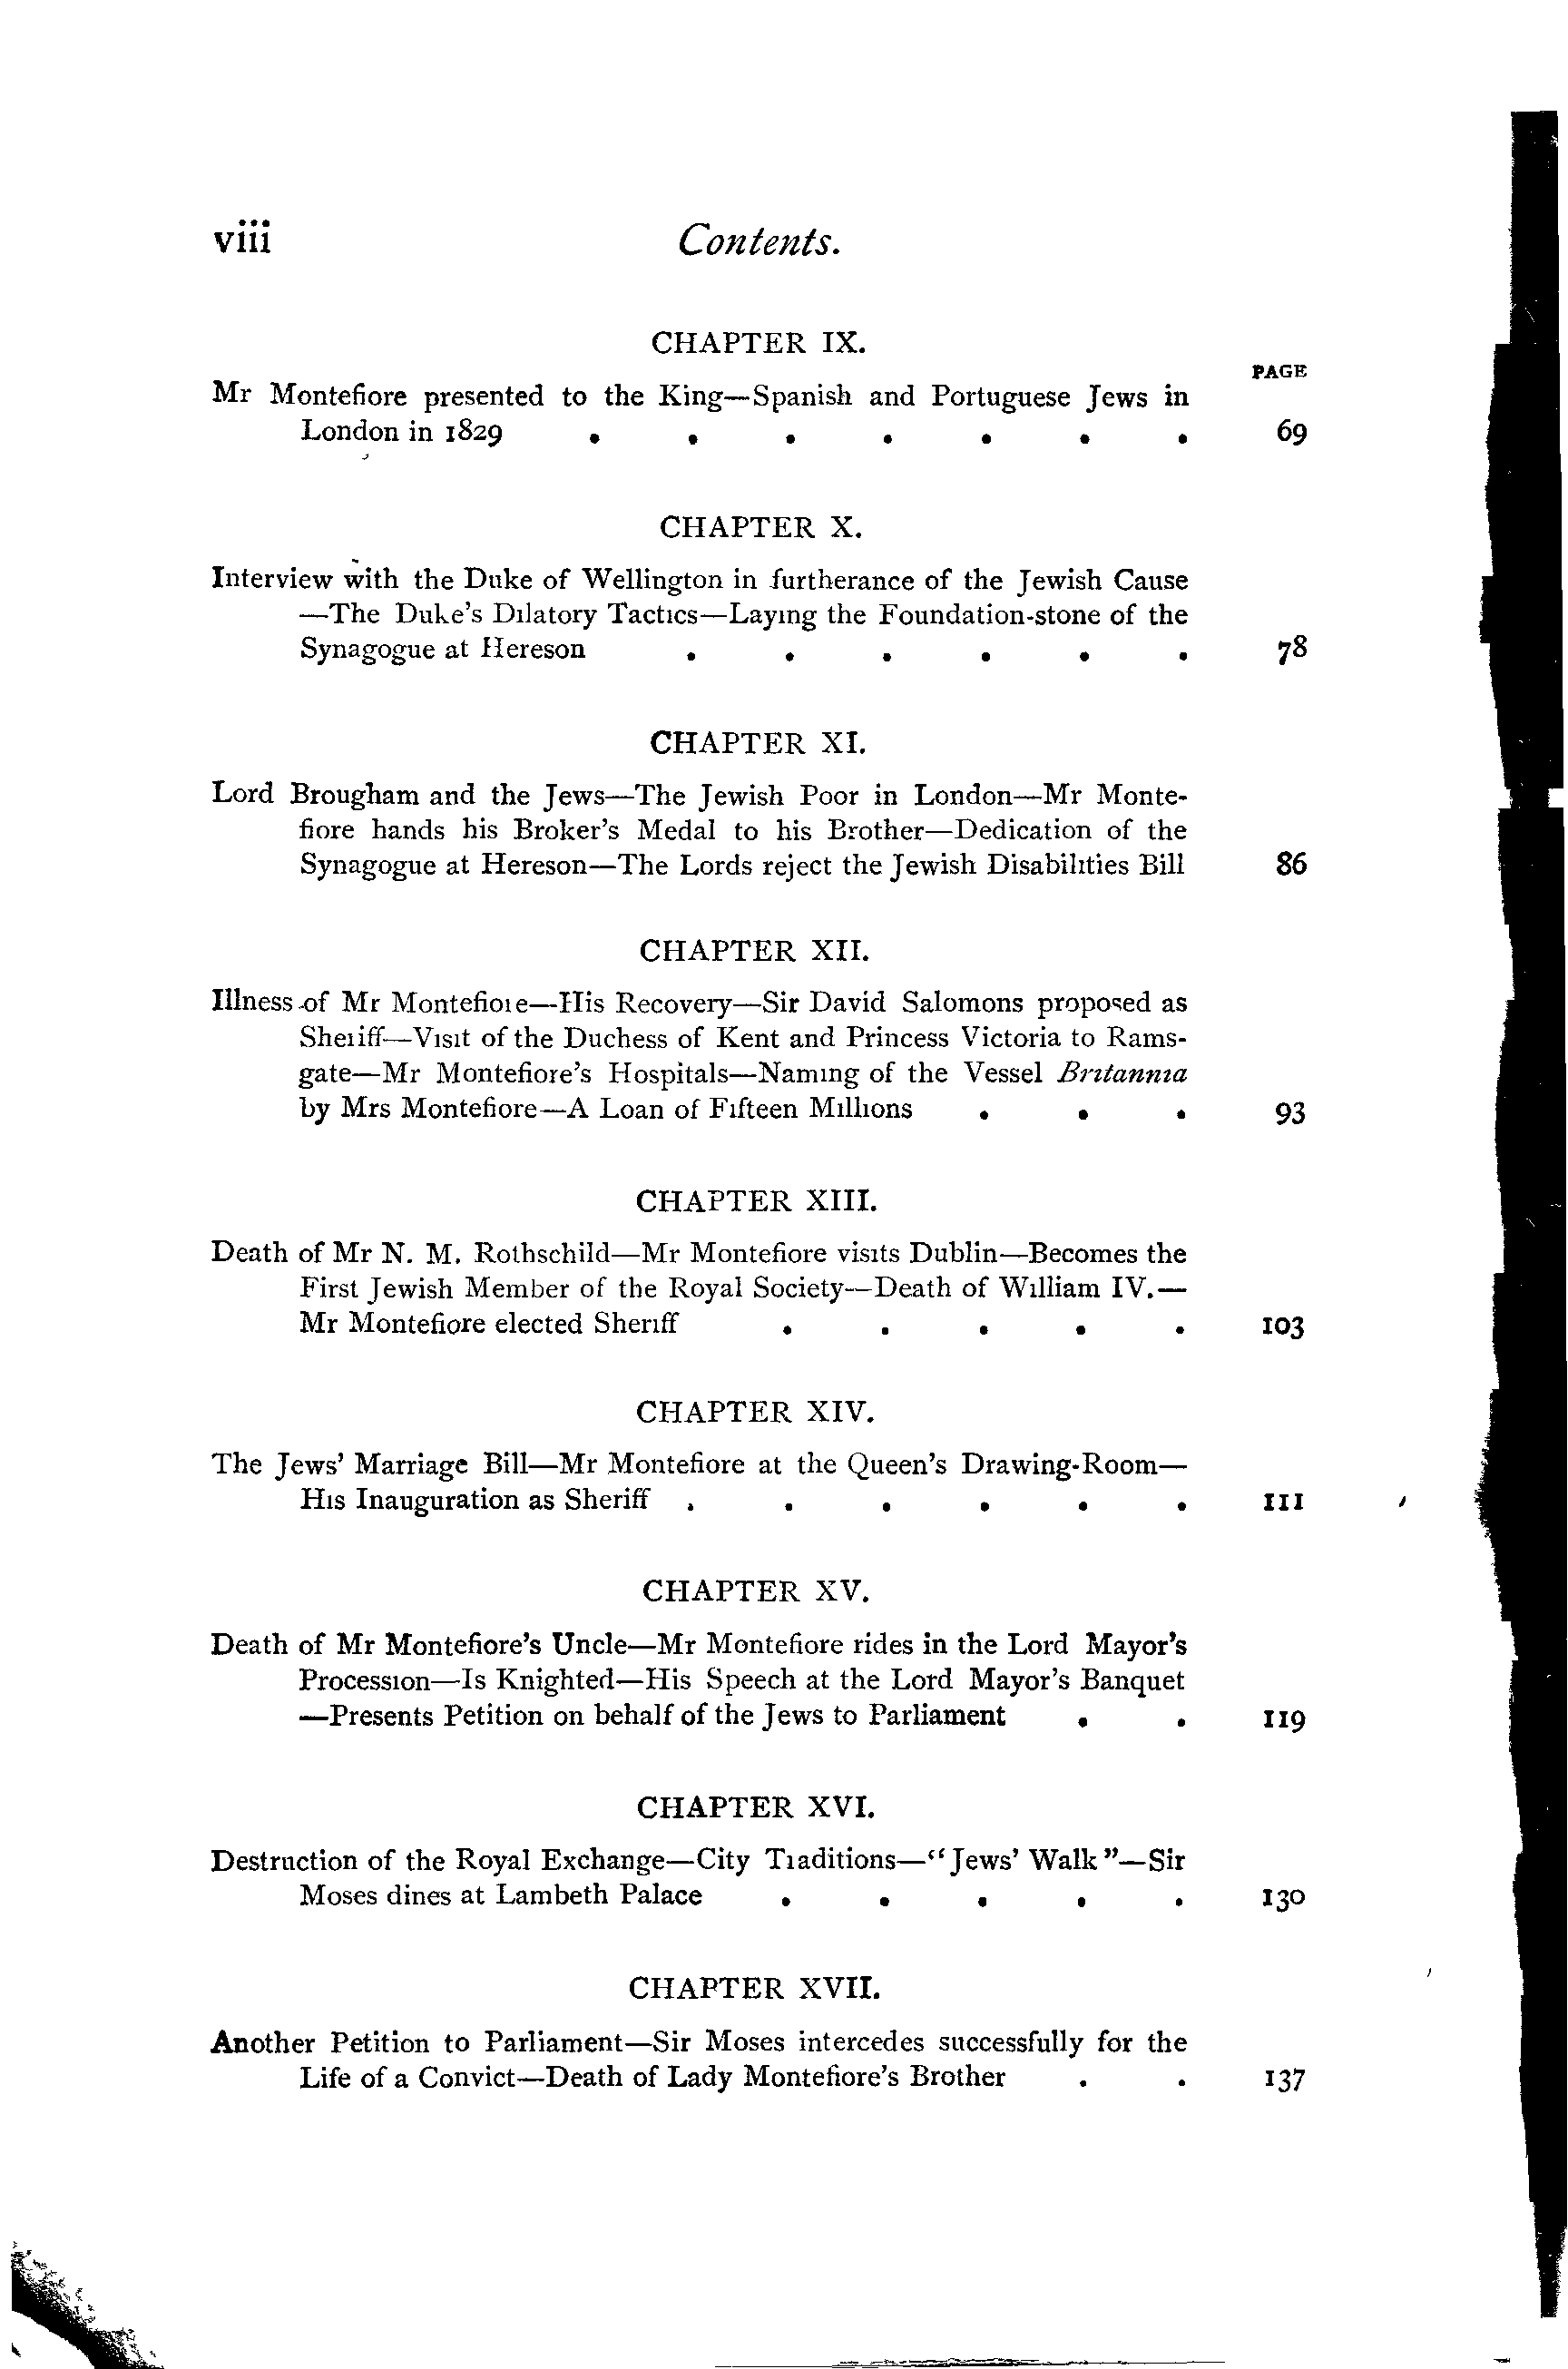 viii Contents.
CHAPTER IX.
PAGE
Mr Montefiore presented to the King—Spanish and Portuguese Jews in
London in 1829 . . . . . . . 69
CHAPTER X.
Interview with the Duke of Wellington in furtherance of the Jewish Cause
—The Duke's Dilatory Tactics—Laying the Foundation-stone of the
Synagogue at Hereson . . . . . . 78
CHAPTER XI.
Lord Brougham and the Jews—The Jewish Poor in London—Mr Monte-
fiore hands his Broker's Medal to his Brother—Dedication of the
Synagogue at Hereson—The Lords reject the Jewish Disabilities Bill 86
CHAPTER XII.
Illness of Mr Montefiore—His Recovery—Sir David Salomons proposed as
Sheriff—Visit of the Duchess of Kent and Princess Victoria to Rams-
gate—Mr Montefiore's Hospitals—Naming of the Vessel Britannia
by Mrs Montefiore—A Loan of Fifteen Millions . . . 93
CHAPTER XIII.
Death of Mr N. M. Rothschild—Mr Montefiore visits Dublin—Becomes the
First Jewish Member of the Royal Society—Death of William IV.—
Mr Montefiore elected Sheriff . . . . . 103
CHAPTER XIV.
The Jews' Marriage Bill—Mr Montefiore at the Queen's Drawing-Room—
His Inauguration as Sheriff . . . . . . 111
CHAPTER XV.
Death of Mr Montefiore's Uncle—Mr Montefiore rides in the Lord Mayor's
Procession—Is Knighted—His Speech at the Lord Mayor's Banquet
—Presents Petition on behalf of the Jews to Parliament . . 119
CHAPTER XVI.
Destruction of the Royal Exchange—City Traditions—"Jews' Walk"—Sir
Moses dines at Lambeth Palace . . . . . 130
CHAPTER XVII.
Another Petition to Parliament—Sir Moses intercedes successfully for the
Life of a Convict—Death of Lady Montefiore's Brother . . 137